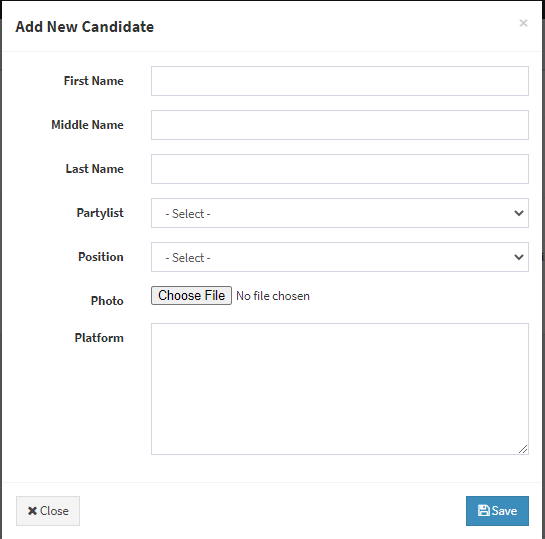 Add New Candidate ×
First Name
Middle Name
Last Name
Partylist - Select -
Position - Select -
Photo Choose File No file chosen
Platform
✖ Close Save